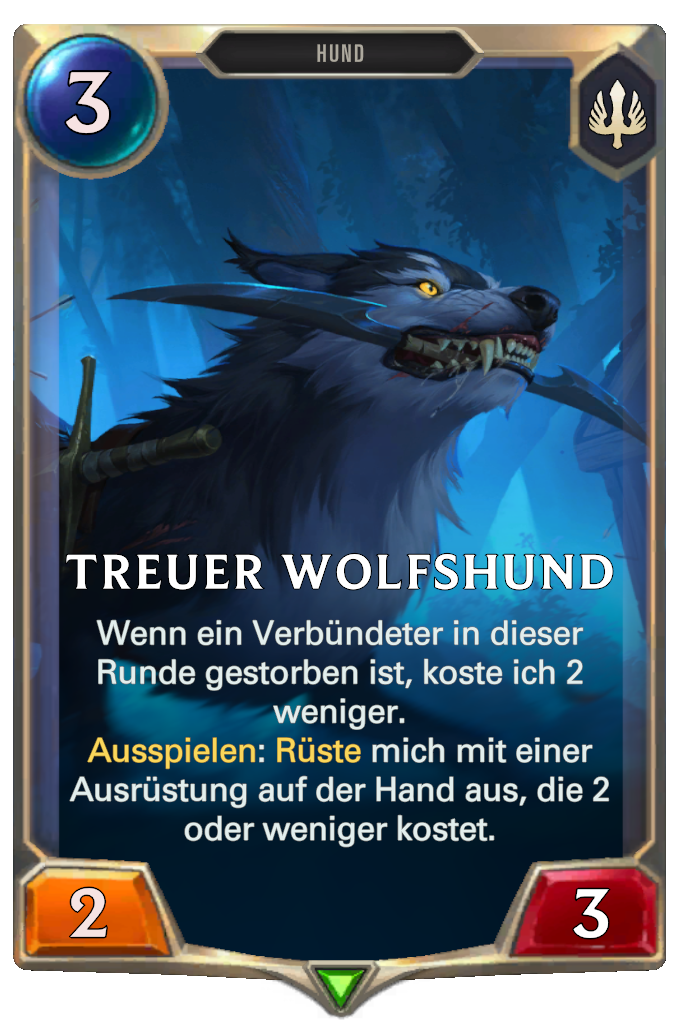 3
HUND
TREUER WOLFSHUND
Wenn ein Verbündeter in dieser
Runde gestorben ist, koste ich 2
weniger.
Ausspielen: Rüste mich mit einer
Ausrüstung auf der Hand aus, die 2
oder weniger kostet.
2
3